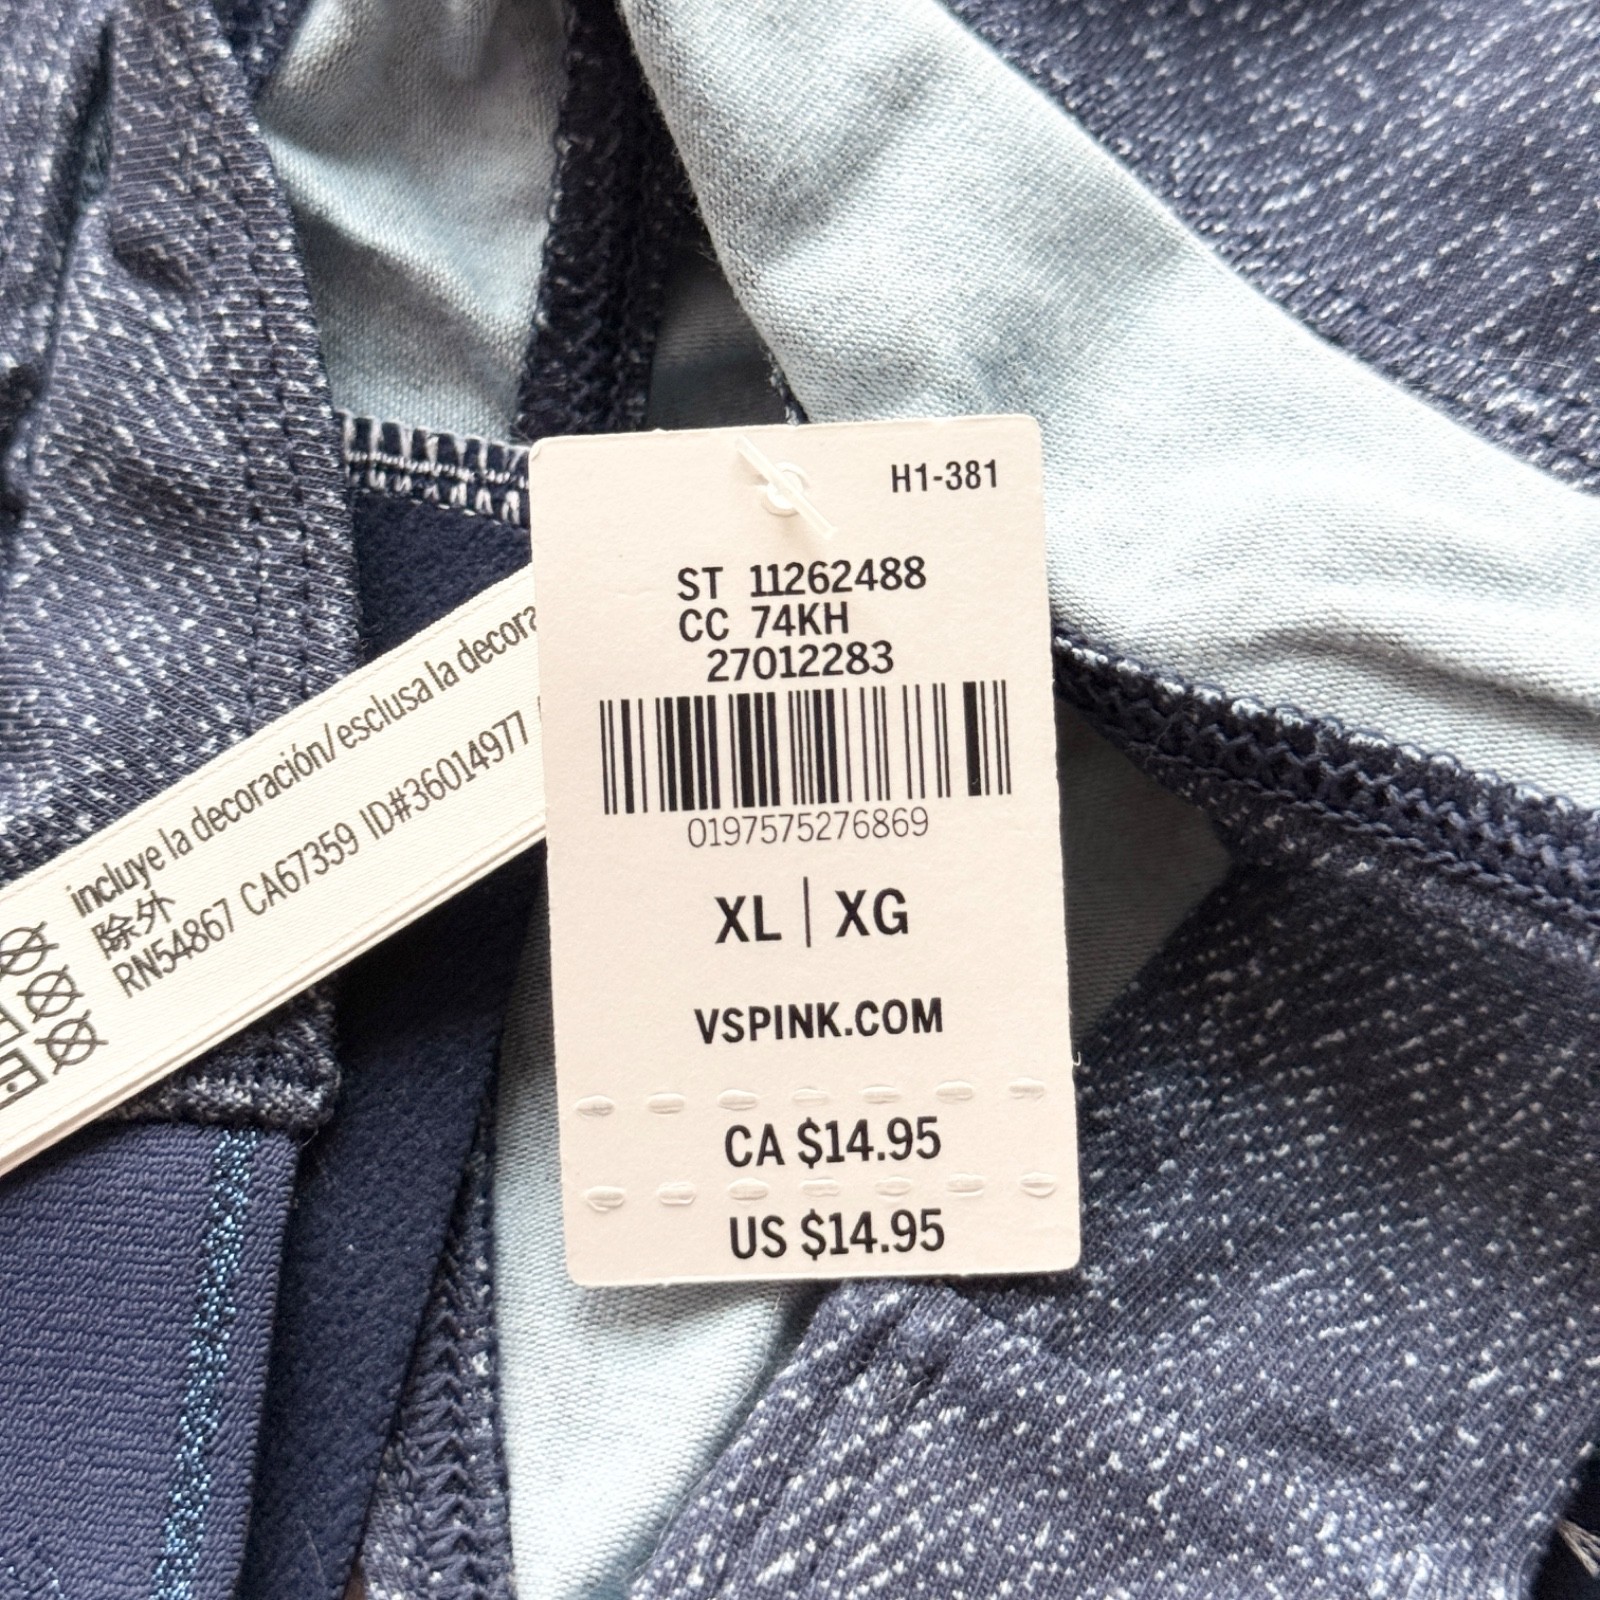 H1-381
ST 11262488
CC 74KH
27012283
0197575276869
XL | XG
VSPINK.COM
CA $14.95
US $14.95
incluye la decoración/esclusa la decora
除外
RN54867 CA67359 ID#36014977